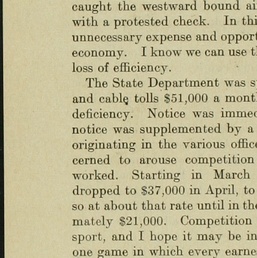 caught the westward bound ai
with a protested check. In thi
unnecessary expense and opport
economy. I know we can use t
loss of efficiency.
The State Department was s
and cable tolls $51,000 a mont
deficiency. Notice was immed
notice was supplemented by a
originating in the various office
cerned to arouse competition
worked. Starting in March
dropped to $37,000 in April, to
so at about that rate until in the
mately $21,000. Competition
sport, and I hope it may be in
one game in which every earne